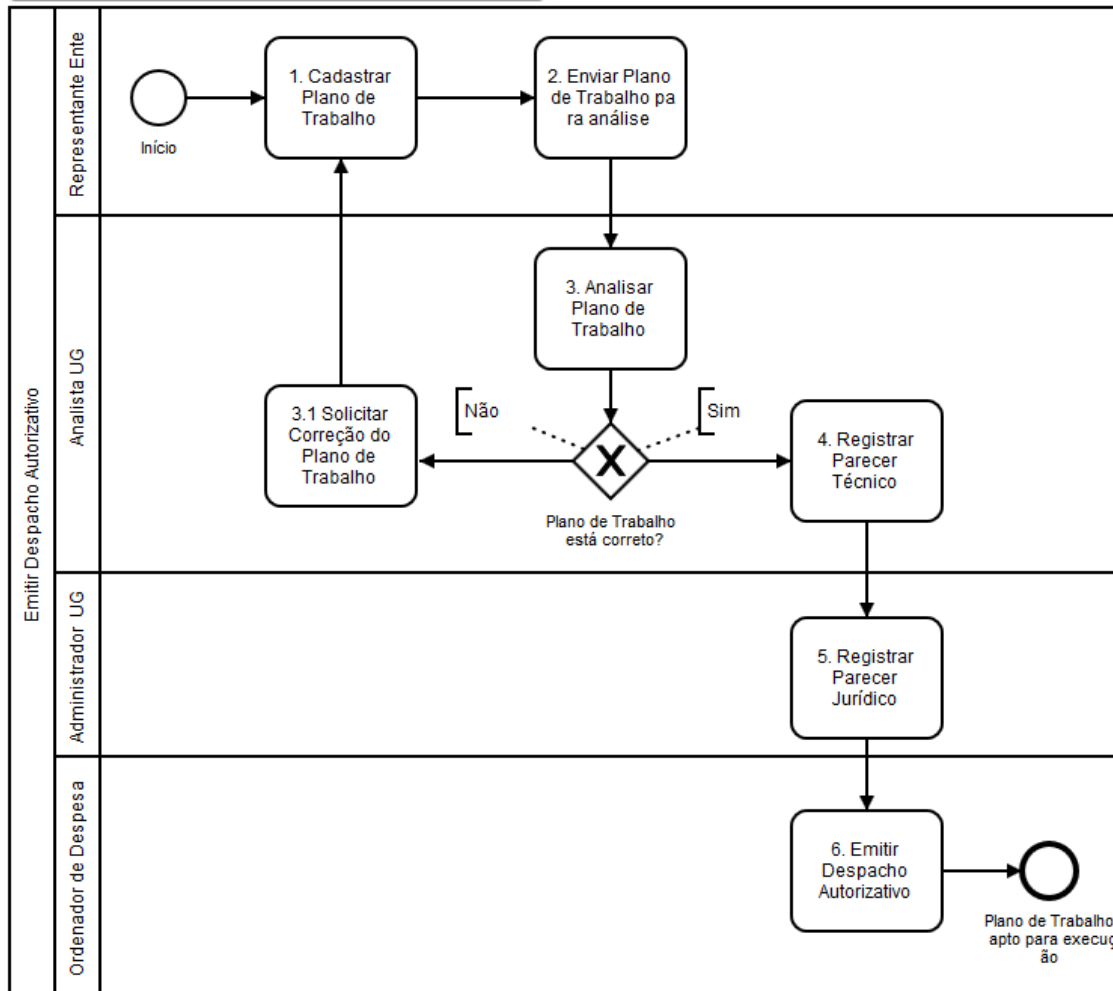 Emitir Despacho Autorizativo
Representante Ente
Início
1. Cadastrar
Plano de
Trabalho
2. Enviar Plano
de Trabalho pa
ra análise
Analista UG
3. Analisar
Plano de
Trabalho
Não
Sim
3.1 Solicitar
Correção do
Plano de
Trabalho
Plano de Trabalho
está correto?
4. Registrar
Parecer
Técnico
Administrador UG
5. Registrar
Parecer
Jurídico
Ordenador de Despesa
6. Emitir
Despacho
Autorizativo
Plano de Trabalho
apto para execuç
ão